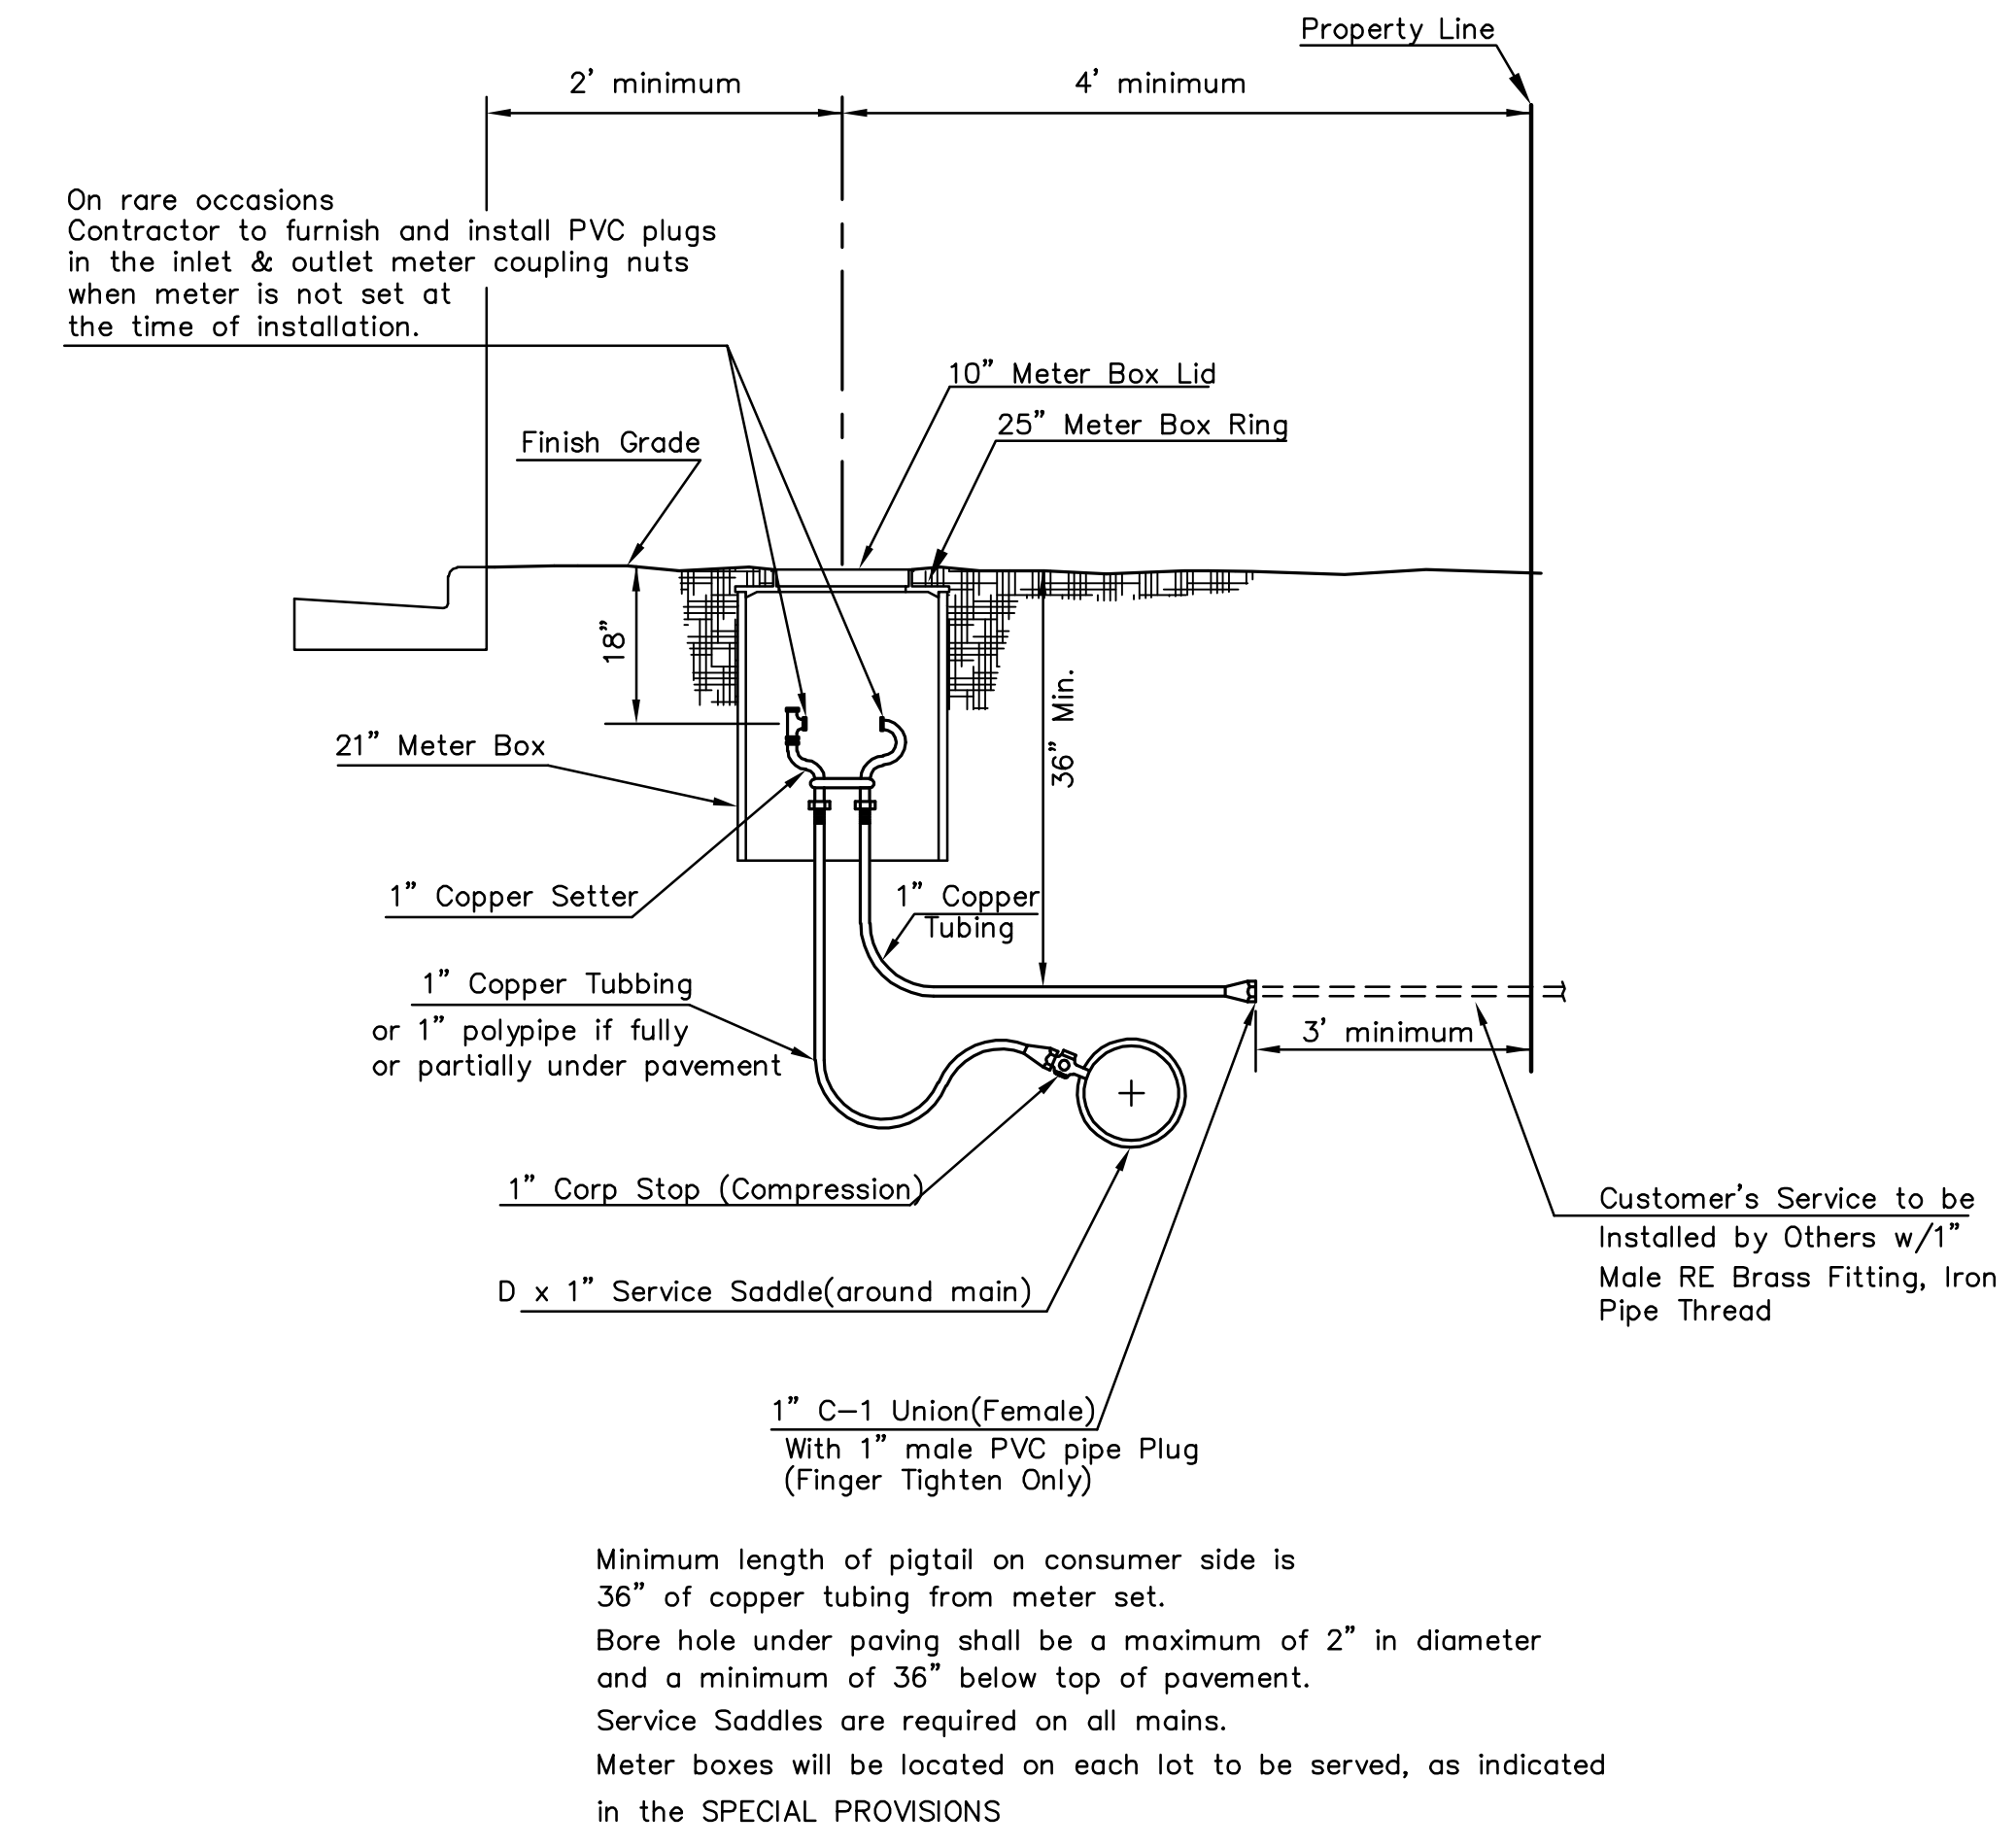 Property Line
2' minimum
4' minimum
On rare occasions
Contractor to furnish and install PVC plugs
in the inlet & outlet meter coupling nuts
when meter is not set at
the time of installation.
10" Meter Box Lid
25" Meter Box Ring
Finish Grade
18"
36" Min.
21" Meter Box
1" Copper Setter
1" Copper
Tubing
1" Copper Tubbing
or 1" polypipe if fully
or partially under pavement
3' minimum
1" Corp Stop (Compression)
Customer's Service to be
Installed by Others w/1"
Male RE Brass Fitting, Iron
Pipe Thread
D x 1" Service Saddle(around main)
1" C-1 Union(Female)
With 1" male PVC pipe Plug
(Finger Tighten Only)
Minimum length of pigtail on consumer side is
36" of copper tubing from meter set.
Bore hole under paving shall be a maximum of 2" in diameter
and a minimum of 36" below top of pavement.
Service Saddles are required on all mains.
Meter boxes will be located on each lot to be served, as indicated
in the SPECIAL PROVISIONS